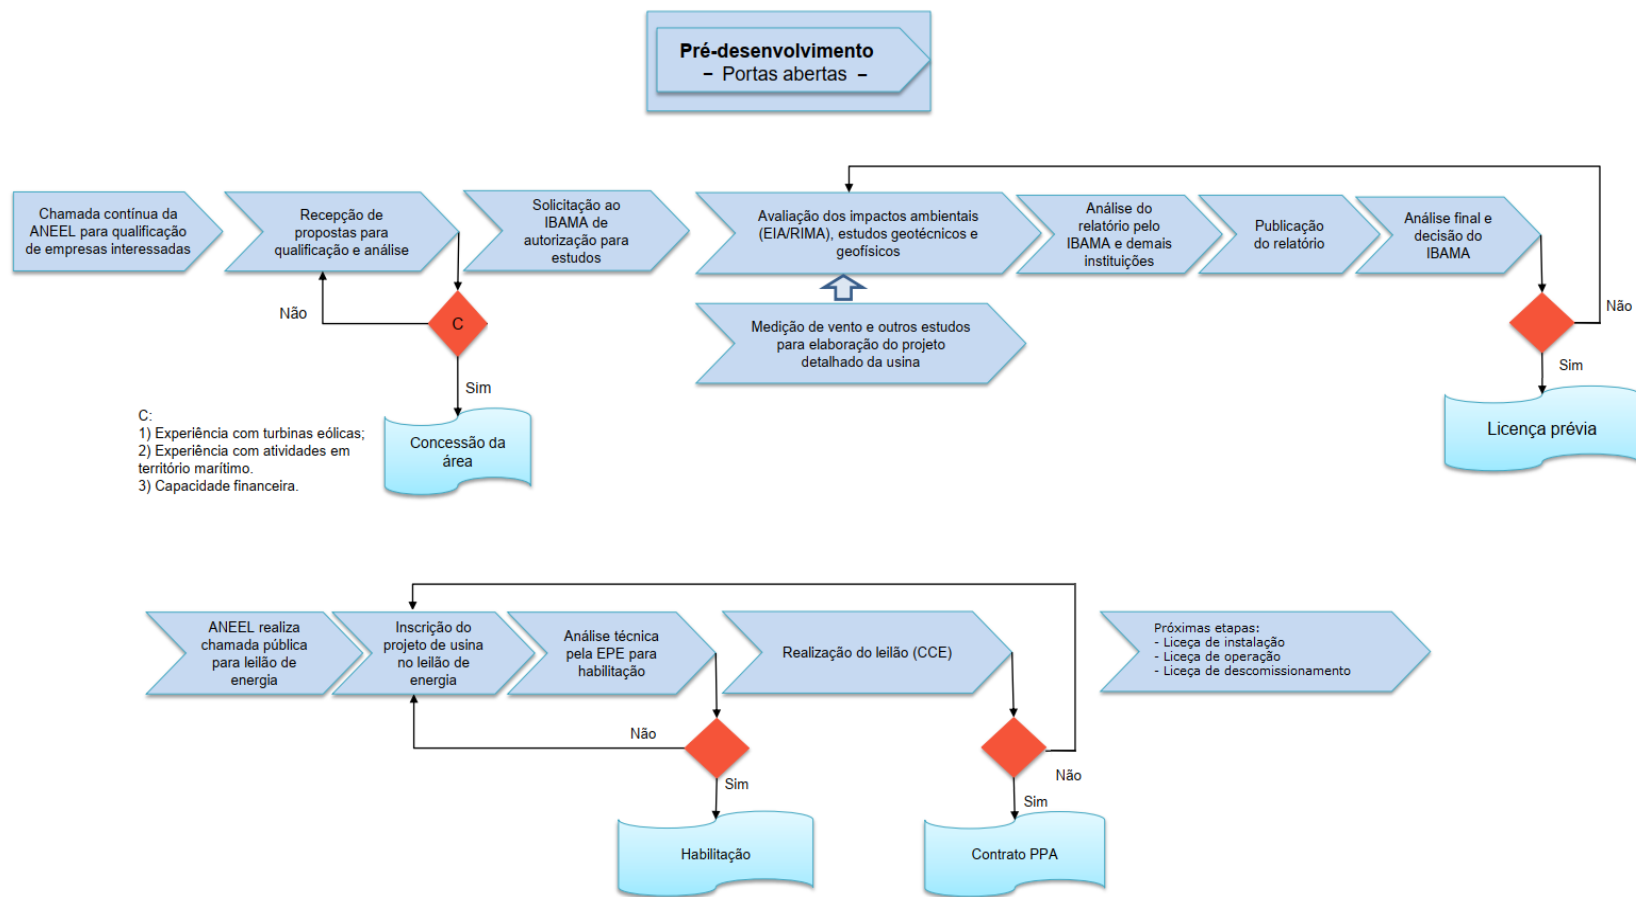 Pré-desenvolvimento
– Portas abertas –
Chamada contínua da
ANEEL para qualificação
de empresas interessadas
Recepção de
propostas para
qualificação e análise
Solicitação ao
IBAMA de
autorização para
estudos
Avaliação dos impactos ambientais
(EIA/RIMA), estudos geotécnicos e
geofísicos
Análise do
relatório pelo
IBAMA e demais
instituições
Publicação
do relatório
Análise final e
decisão do
IBAMA
Não
C
Sim
Medição de vento e outros estudos
para elaboração do projeto
detalhado da usina
Não
Sim
C:
1) Experiência com turbinas eólicas;
2) Experiência com atividades em
território marítimo.
3) Capacidade financeira.
Concessão da
área
Licença prévia
ANEEL realiza
chamada pública
para leilão de
energia
Inscrição do
projeto de usina
no leilão de
energia
Análise técnica
pela EPE para
habilitação
Realização do leilão (CCE)
Próximas etapas:
- Liceça de instalação
- Liceça de operação
- Liceça de descomissionamento
Não
Sim
Não
Sim
Habilitação
Contrato PPA